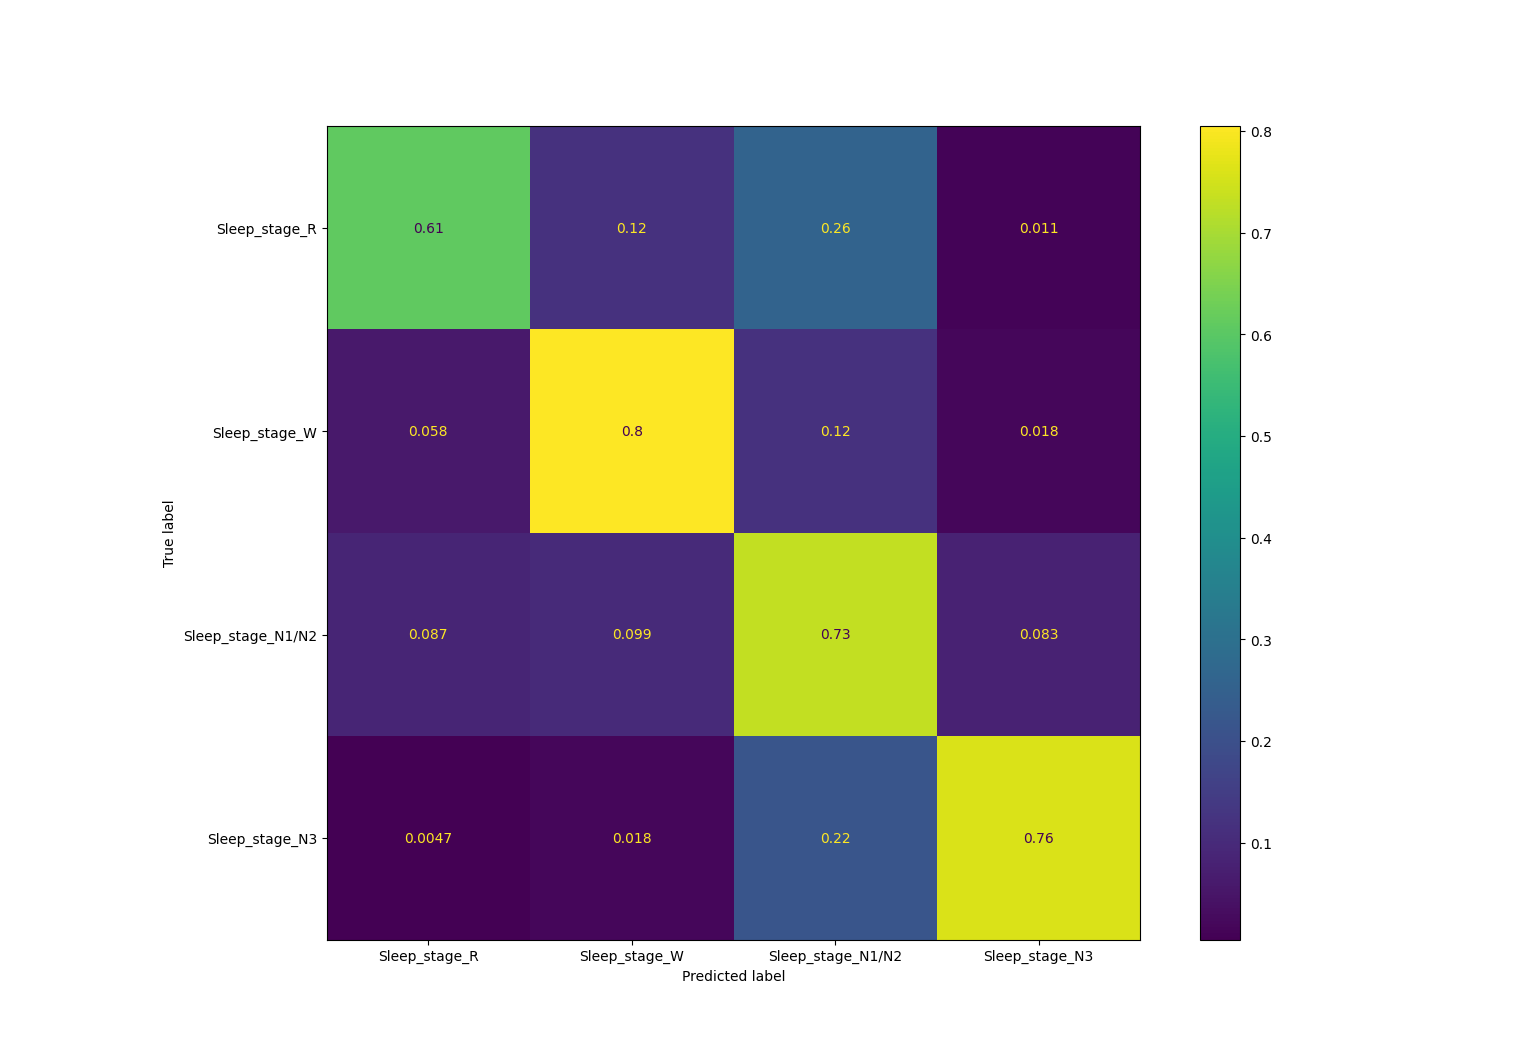 Sleep_stage_R
0.61 0.12 0.26 0.011
Sleep_stage_W
0.058 0.8 0.12 0.018
Sleep_stage_N1/N2
0.087 0.099 0.73 0.083
Sleep_stage_N3
0.0047 0.018 0.22 0.76
True label
Sleep_stage_R Sleep_stage_W Sleep_stage_N1/N2 Sleep_stage_N3
Predicted label
0.8
0.7
0.6
0.5
0.4
0.3
0.2
0.1